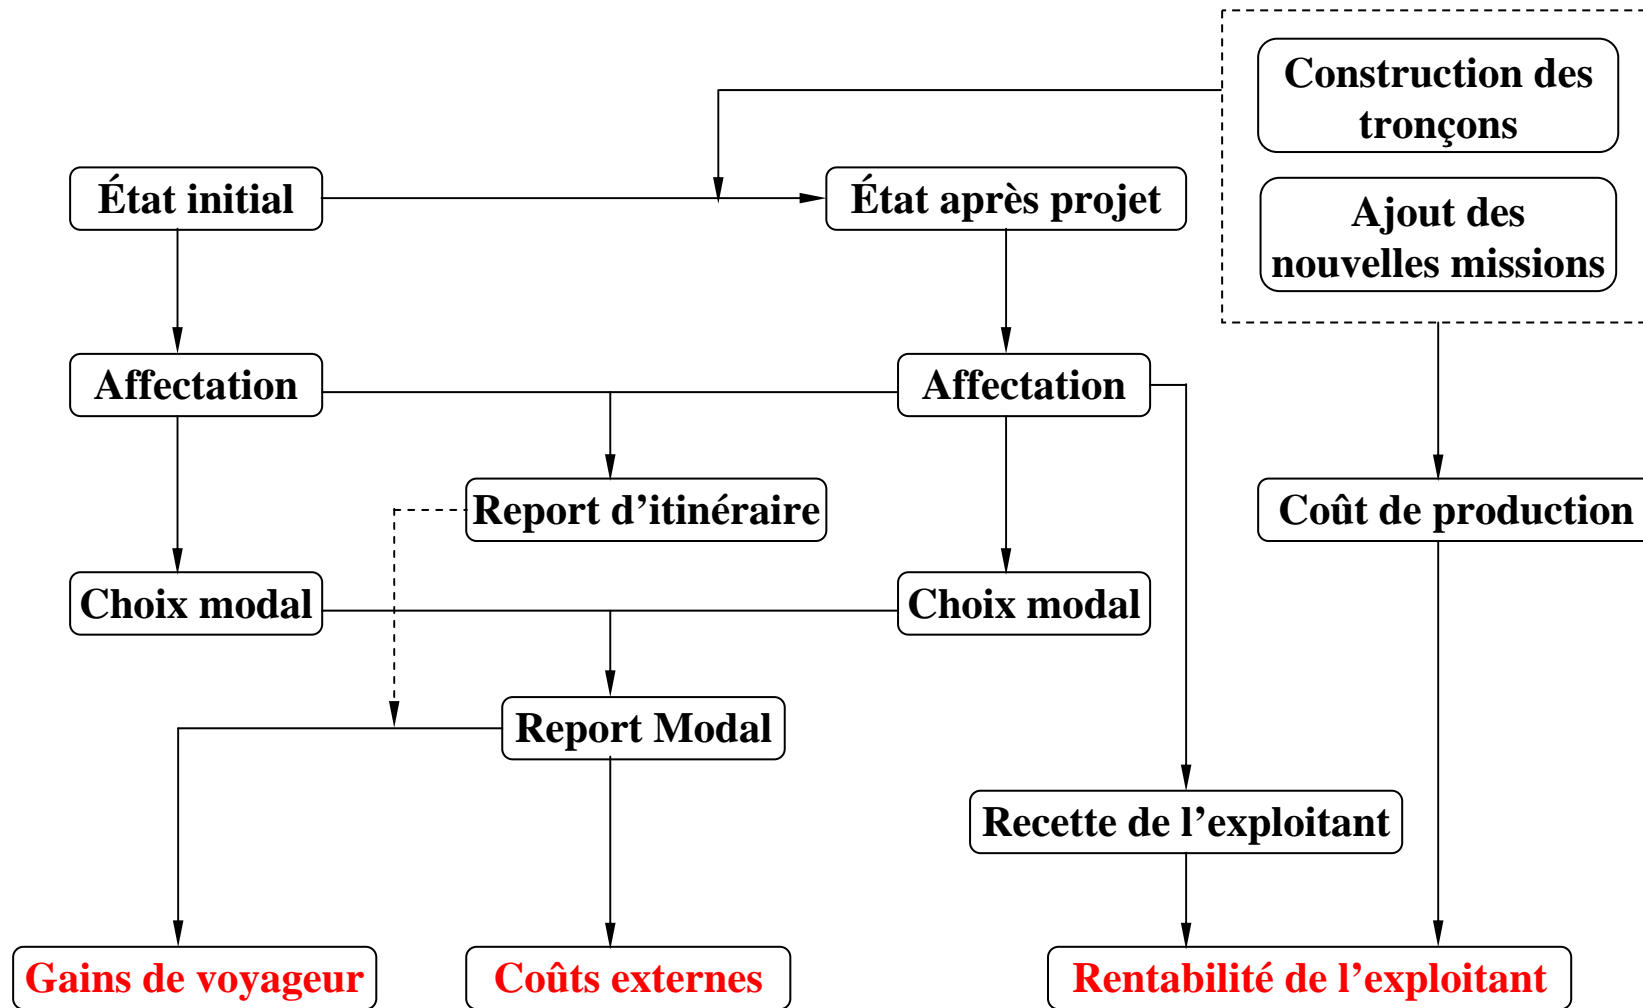 Construction des
tronçons
État initial
État après projet
Ajout des
nouvelles missions
Affectation
Affectation
Report d’itinéraire
Coût de production
Choix modal
Choix modal
Report Modal
Recette de l’exploitant
Gains de voyageur
Coûts externes
Rentabilité de l’exploitant